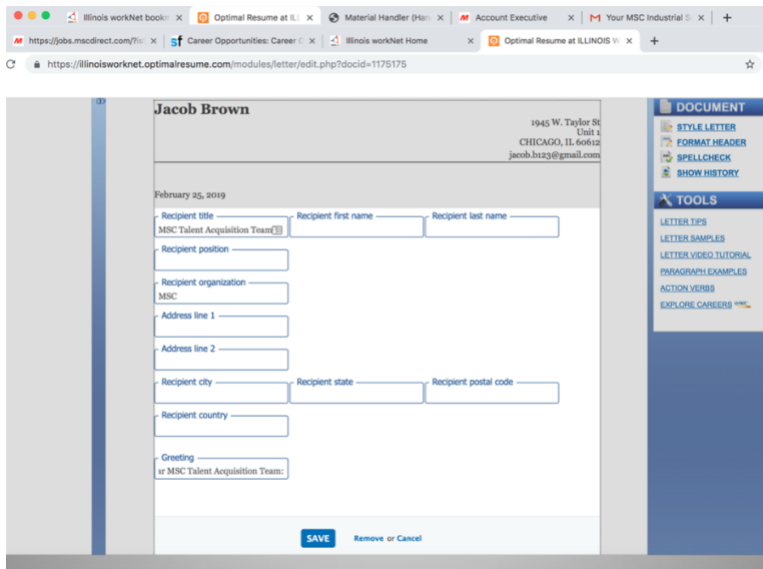 Illinois workNet book
Optimal Resume at
Material Handler
Account Executive
Your MSC Industrial
https://jobs.mscdirect.com/
Career Opportunities: Career
Illinois workNet Home
Optimal Resume at ILLINOIS
https://illinoisworknet.optimalresume.com/modules/letter/edit.php?docid=1175175
Jacob Brown
1945 W. Taylor St
Unit 1
CHICAGO, IL 60612
jacob.b123@gmail.com
February 25, 2019
Recipient title
Recipient first name
Recipient last name
MSC Talent Acquisition Team
Recipient position
Recipient organization
MSC
Address line 1
Address line 2
Recipient city
Recipient state
Recipient postal code
Recipient country
Greeting
ar MSC Talent Acquisition Team:
SAVE
Remove or Cancel
DOCUMENT
STYLE LETTER
FORMAT HEADER
SPELLCHECK
SHOW HISTORY
TOOLS
LETTER TIPS
LETTER SAMPLES
LETTER VIDEO TUTORIAL
PARAGRAPH EXAMPLES
ACTION VERBS
EXPLORE CAREERS